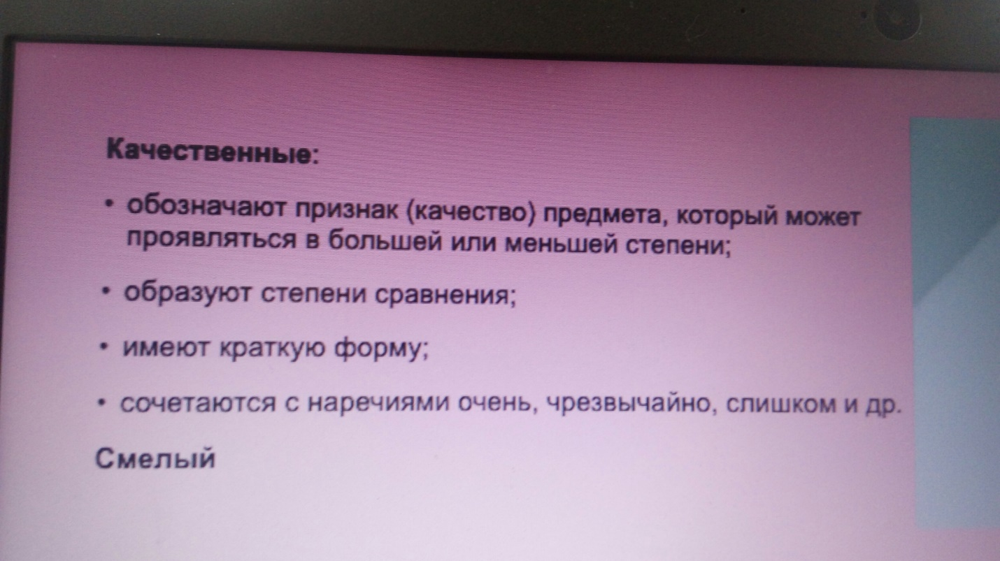 Качественные:
• обозначают признак (качество) предмета, который может
проявляться в большей или меньшей степени;
• образуют степени сравнения;
• имеют краткую форму;
• сочетаются с наречиями очень, чрезвычайно, слишком и др.
Смелый